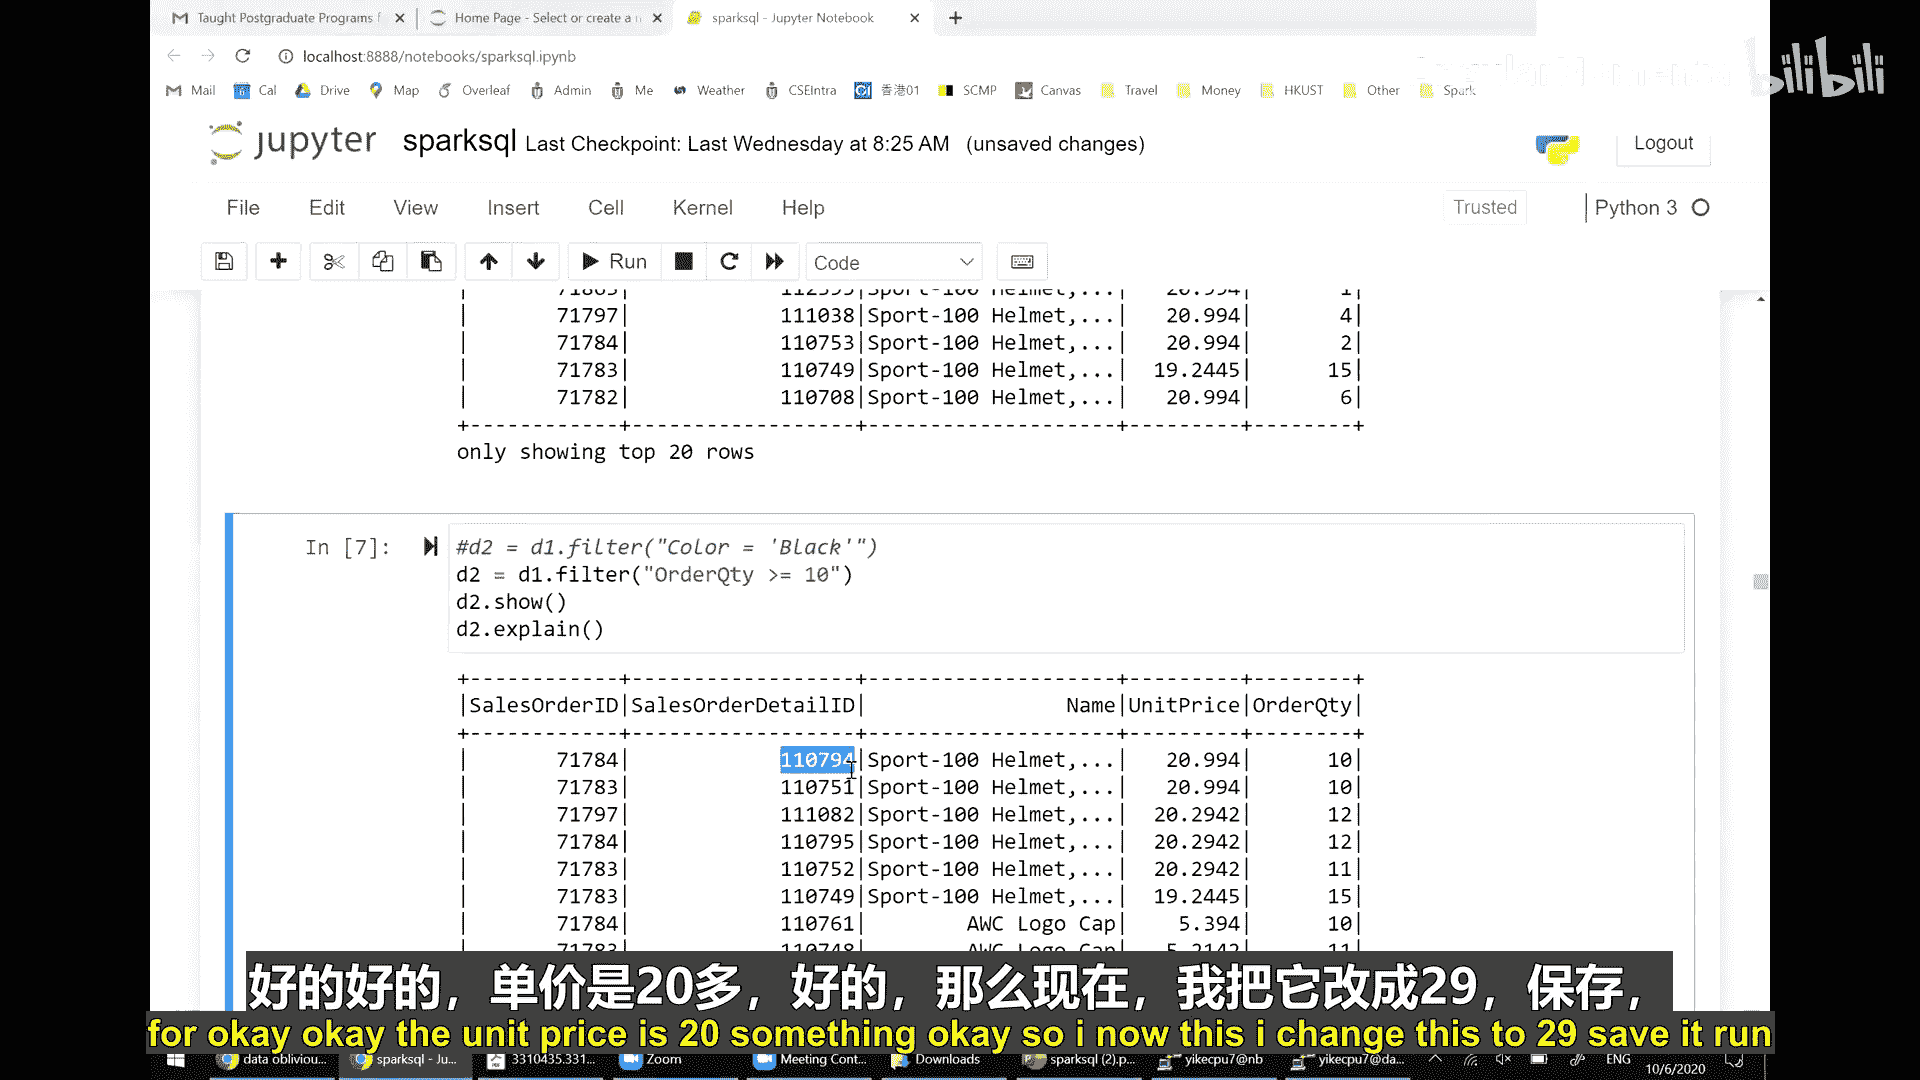 Taught Postgraduate Programs f
Home Page - Select or create a n
sparksql - Jupyter Notebook
localhost:8888/notebooks/sparksql.ipynb
bilibili
Mail Cal Drive Map Overleaf Admin Me Weather CSEIntra 香港01 SCMP Canvas Travel Money HKUST Other Spark
jupyter sparksql Last Checkpoint: Last Wednesday at 8:25 AM (unsaved changes)
Logout
File Edit View Insert Cell Kernel Help
Trusted
Python 3
Run
Code
| 71797| 111038|Sport-100 Helmet,...| 20.994| 4|
| 71784| 110753|Sport-100 Helmet,...| 20.994| 2|
| 71783| 110749|Sport-100 Helmet,...| 19.2445| 15|
| 71782| 110708|Sport-100 Helmet,...| 20.994| 6|
+------------+------------------+--------------------+---------+--------+
only showing top 20 rows
In [7]:
#d2 = d1.filter("Color = 'Black'")
d2 = d1.filter("OrderQty >= 10")
d2.show()
d2.explain()
+------------+------------------+--------------------+---------+--------+
|SalesOrderID|SalesOrderDetailID| Name|UnitPrice|OrderQty|
+------------+------------------+--------------------+---------+--------+
| 71784| 110794|Sport-100 Helmet,...| 20.994| 10|
| 71783| 110751|Sport-100 Helmet,...| 20.994| 10|
| 71797| 111082|Sport-100 Helmet,...| 20.2942| 12|
| 71784| 110795|Sport-100 Helmet,...| 20.2942| 12|
| 71783| 110752|Sport-100 Helmet,...| 20.2942| 11|
| 71783| 110749|Sport-100 Helmet,...| 19.2445| 15|
| 71784| 110761| AWC Logo Cap| 5.394| 10|
好的好的，单价是20多，好的，那么现在，我把它改成29，保存，
for okay okay the unit price is 20 something okay so i now this i change this to 29 save it run
data obliviou... sparksql - Ju... 3310435.331... Zoom Meeting Cont... Downloads sparksql (2).p... yikecpu7@nb yikecpu7@da... ENG
10/6/2020